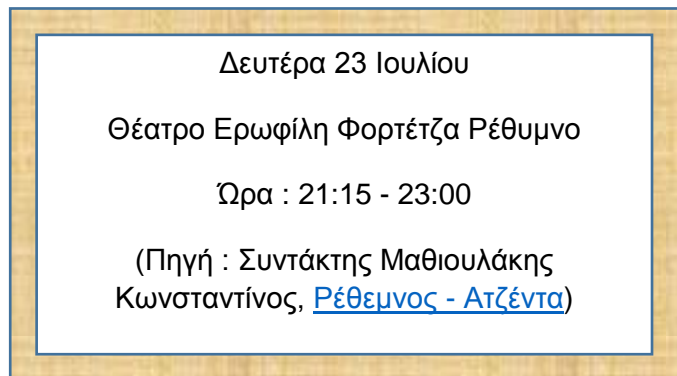 Δευτέρα 23 Ιουλίου
Θέατρο Ερωφίλη Φορτέτζα Ρέθυμνο
Ώρα : 21:15 - 23:00
(Πηγή : Συντάκτης Μαθιουλάκης
Κωνσταντίνος, Ρέθεμνος - Ατζέντα)